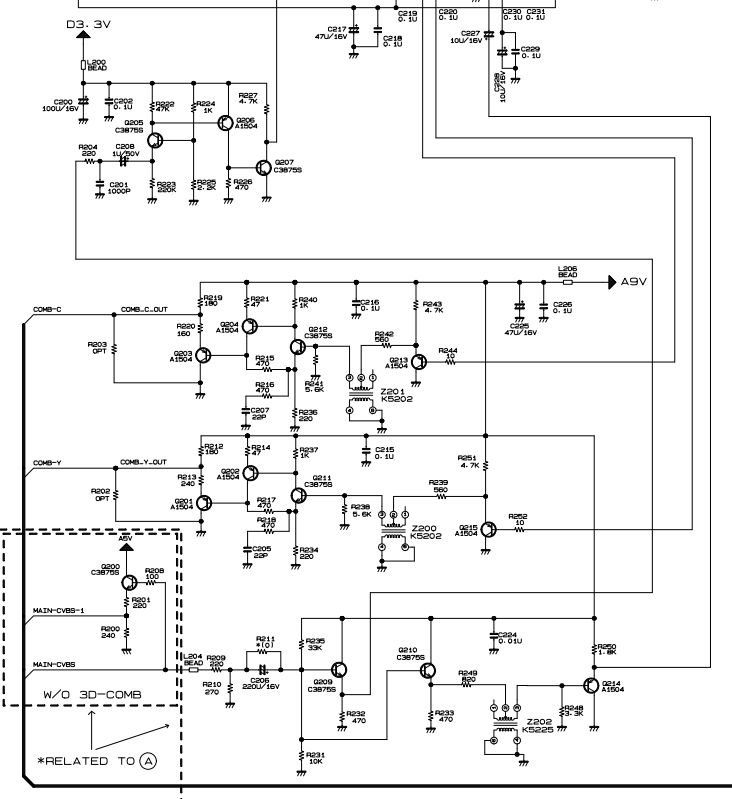 C219
0.1U
C220
0.1U
C230
0.1U
C231
0.1U
D3.3V
C217
47U/16V
C218
0.1U
C227
10U/16V
C229
0.1U
C228
10U/16V
L200
BEAD
C200
100U/16V
C202
0.1U
R222
47K
R224
1K
R227
4.7K
Q205
C3875S
Q206
A1504
R204
220
C208
1U/50V
Q207
C3875S
C201
1000P
R223
220K
R225
2.2K
R226
470
L206
BEAD
A9V
COMB-C
COMB_C_OUT
R219
180
R221
47
R240
1K
C216
0.1U
R243
4.7K
C225
47U/16V
C226
0.1U
R220
160
Q204
A1504
Q212
C3875S
R242
560
R203
OPT
Q203
A1504
R215
470
Q213
A1504
R244
10
R216
470
R241
5.6K
Z201
K5202
C207
22P
R236
220
COMB-Y
COMB_Y_OUT
R212
180
R214
47
R237
1K
C215
0.1U
R251
4.7K
R213
240
Q202
A1504
Q211
C3875S
R239
560
R202
OPT
Q201
A1504
R217
470
R218
470
R238
5.6K
Z200
K5202
Q215
A1504
R252
10
C205
22P
R234
220
A5V
Q200
C3875S
R208
100
R201
220
MAIN-CVBS-1
R200
240
MAIN-CVBS
L204
BEAD
R209
220
R211
*(0)
R235
33K
Q210
C3875S
C224
0.01U
R250
1.8K
R210
270
C206
220U/16V
Q209
C3875S
R249
820
Q214
A1504
W/O 3D-COMB
R232
470
R233
470
Z202
K5225
R248
3.3K
*RELATED TO A
R231
10K